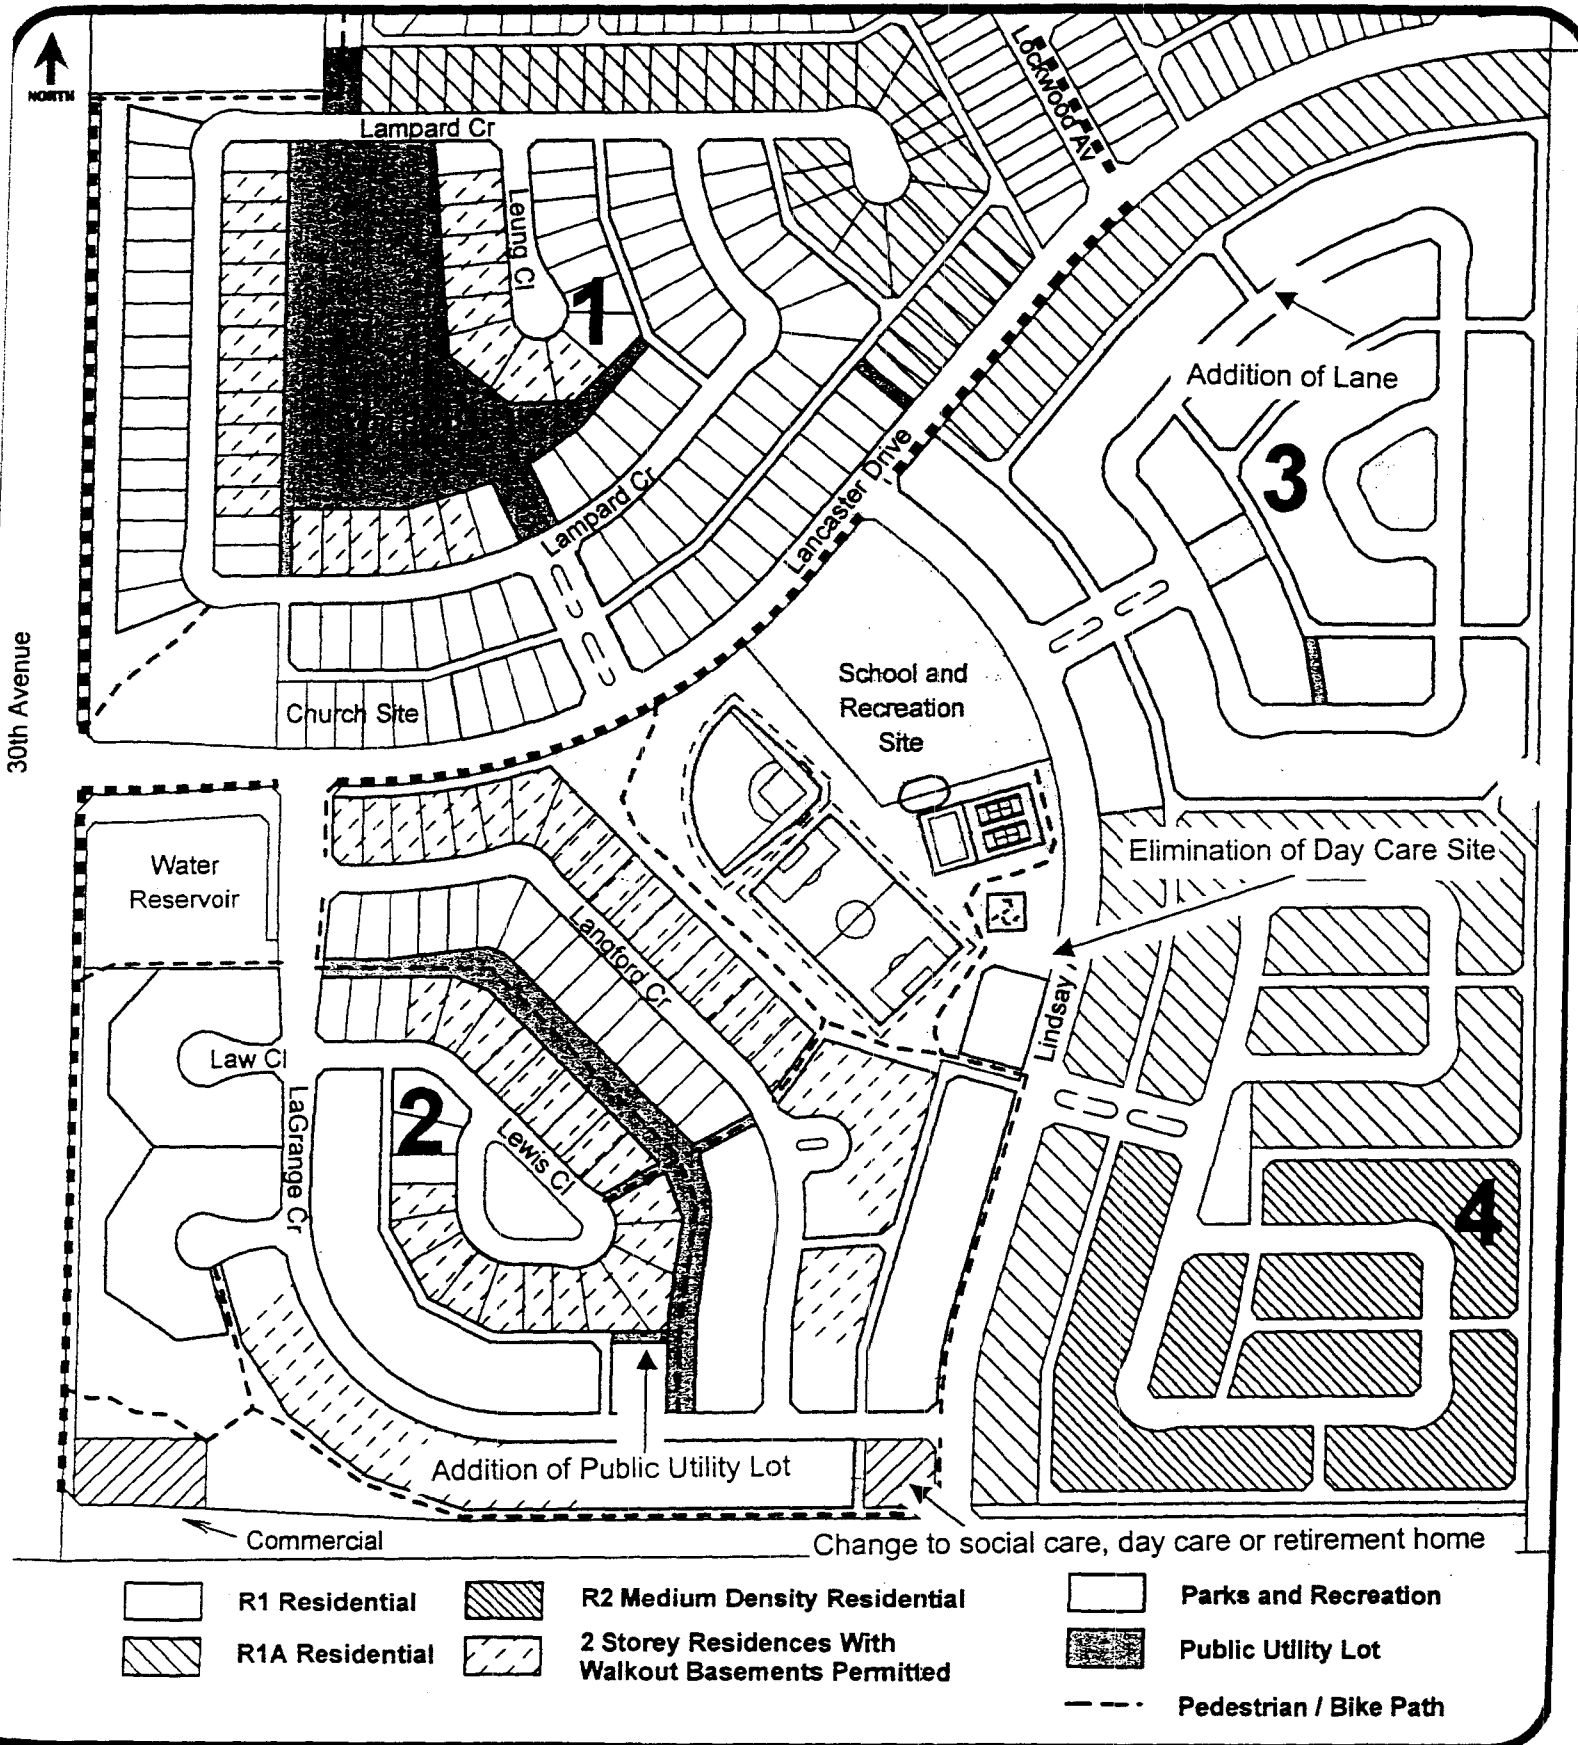 NORTH
Lockwood Av
Lampard Cr
Leung Cl
1
Addition of Lane
3
Lancaster Drive
Lampard Cr
30th Avenue
School and
Recreation
Site
Church Site
Water
Reservoir
Elimination of Day Care Site
Langford Cr
Lindsay
Law Cl
2
LaGrange Cr
Lewis Cl
4
Addition of Public Utility Lot
Commercial
Change to social care, day care or retirement home
R1 Residential
R2 Medium Density Residential
Parks and Recreation
R1A Residential
2 Storey Residences With
Walkout Basements Permitted
Public Utility Lot
Pedestrian / Bike Path